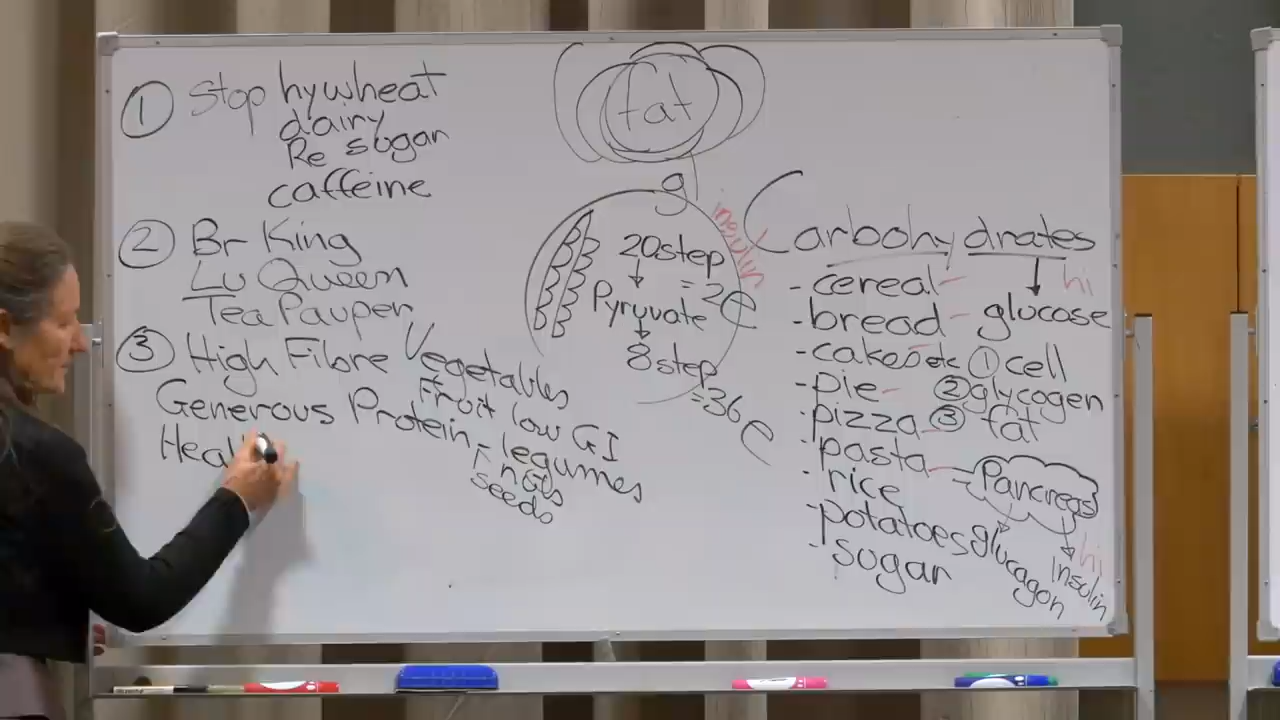 ① Stop hywheat
dairy
Re sugar
caffeine
② Br King
Lu Queen
Tea Pauper
③ High Fibre Vegetables
Fruit low GI
Generous Protein - legumes
nuts
seeds
Heal
fat
g
insulin
20step
= 2e
Pyruvate
8step
= 36e
Carbohydrates
- cereal
hi
- bread
glucose
- cakes etc
① cell
- pie
② glycogen
- pizza
③ fat
- pasta
Pancreas
- rice
- potatoes
glucagon
hi
insulin
- sugar